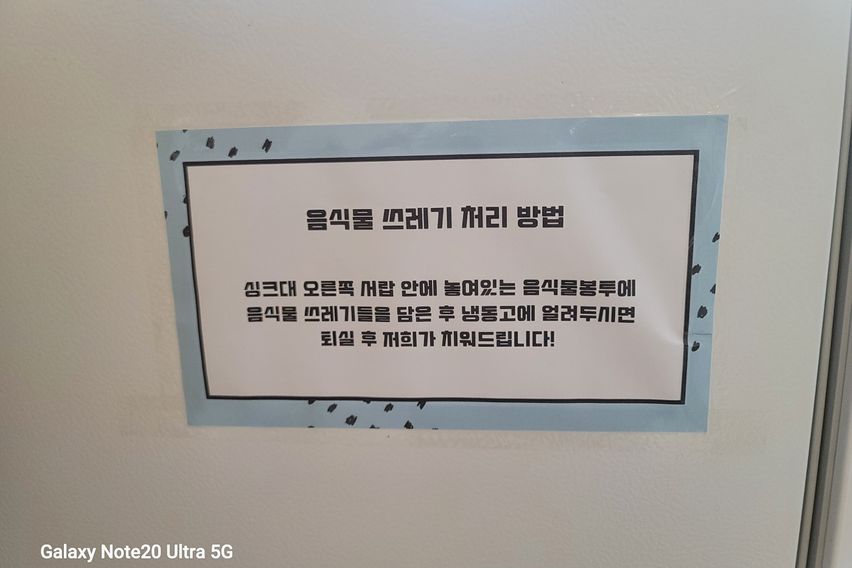 음식물 쓰레기 처리 방법
싱크대 오른쪽 서랍 안에 놓여있는 음식물봉투에
음식물 쓰레기들을 담은 후 냉동고에 얼려두시면
퇴실 후 저희가 치워드립니다!
Galaxy Note20 Ultra 5G